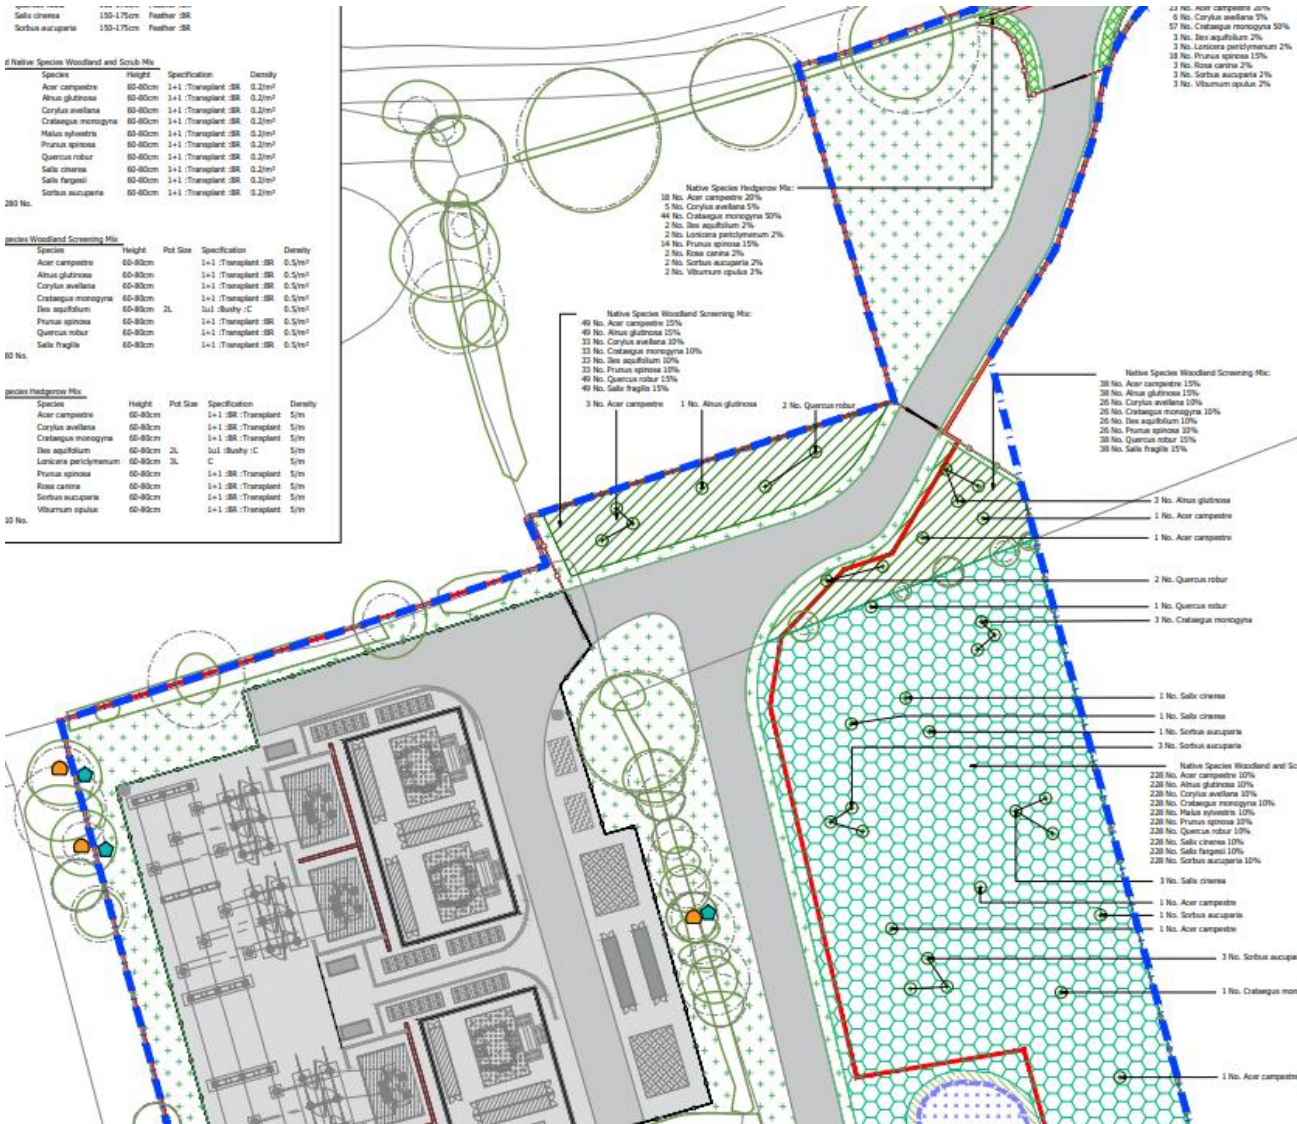 Salix cinerea 150-175cm Feather :BR
Sorbus aucuparia 150-175cm Feather :BR
d Native Species Woodland and Scrub Mix
Species Height Specification Density
Acer campestre 60-80cm 1+1 :Transplant :BR 0.2/m²
Alnus glutinosa 60-80cm 1+1 :Transplant :BR 0.2/m²
Corylus avellana 60-80cm 1+1 :Transplant :BR 0.2/m²
Crataegus monogyna 60-80cm 1+1 :Transplant :BR 0.2/m²
Malus sylvestris 60-80cm 1+1 :Transplant :BR 0.2/m²
Prunus spinosa 60-80cm 1+1 :Transplant :BR 0.2/m²
Quercus robur 60-80cm 1+1 :Transplant :BR 0.2/m²
Salix cinerea 60-80cm 1+1 :Transplant :BR 0.2/m²
Salix fargesii 60-80cm 1+1 :Transplant :BR 0.2/m²
Sorbus aucuparia 60-80cm 1+1 :Transplant :BR 0.2/m²
280 No.
pecies Woodland Screening Mix
Species Height Pot Size Specification Density
Acer campestre 60-80cm 1+1 :Transplant :BR 0.5/m²
Alnus glutinosa 60-80cm 1+1 :Transplant :BR 0.5/m²
Corylus avellana 60-80cm 1+1 :Transplant :BR 0.5/m²
Crataegus monogyna 60-80cm 1+1 :Transplant :BR 0.5/m²
Ilex aquifolium 60-80cm 2L 1u1 :Bushy :C 0.5/m²
Prunus spinosa 60-80cm 1+1 :Transplant :BR 0.5/m²
Quercus robur 60-80cm 1+1 :Transplant :BR 0.5/m²
Salix fragilis 60-80cm 1+1 :Transplant :BR 0.5/m²
60 No.
pecies Hedgerow Mix
Species Height Pot Size Specification Density
Acer campestre 60-80cm 1+1 :BR :Transplant 5/m
Corylus avellana 60-80cm 1+1 :BR :Transplant 5/m
Crataegus monogyna 60-80cm 1+1 :BR :Transplant 5/m
Ilex aquifolium 60-80cm 2L 1u1 :Bushy :C 5/m
Lonicera periclymenum 60-80cm 3L C 5/m
Prunus spinosa 60-80cm 1+1 :BR :Transplant 5/m
Rosa canina 60-80cm 1+1 :BR :Transplant 5/m
Sorbus aucuparia 60-80cm 1+1 :BR :Transplant 5/m
Viburnum opulus 60-80cm 1+1 :BR :Transplant 5/m
10 No.
23 No. Acer campestre 20%
6 No. Corylus avellana 5%
57 No. Crataegus monogyna 50%
3 No. Ilex aquifolium 2%
3 No. Lonicera periclymenum 2%
18 No. Prunus spinosa 15%
3 No. Rosa canina 2%
3 No. Sorbus aucuparia 2%
3 No. Viburnum opulus 2%
Native Species Hedgerow Mix:
18 No. Acer campestre 20%
5 No. Corylus avellana 5%
44 No. Crataegus monogyna 50%
2 No. Ilex aquifolium 2%
2 No. Lonicera periclymenum 2%
14 No. Prunus spinosa 15%
2 No. Rosa canina 2%
2 No. Sorbus aucuparia 2%
2 No. Viburnum opulus 2%
Native Species Woodland Screening Mix:
49 No. Acer campestre 15%
49 No. Alnus glutinosa 15%
33 No. Corylus avellana 10%
33 No. Crataegus monogyna 10%
33 No. Ilex aquifolium 10%
33 No. Prunus spinosa 10%
49 No. Quercus robur 15%
49 No. Salix fragilis 15%
3 No. Acer campestre
1 No. Alnus glutinosa
2 No. Quercus robur
Native Species Woodland Screening Mix:
38 No. Acer campestre 15%
38 No. Alnus glutinosa 15%
26 No. Corylus avellana 10%
26 No. Crataegus monogyna 10%
26 No. Ilex aquifolium 10%
26 No. Prunus spinosa 10%
38 No. Quercus robur 15%
38 No. Salix fragilis 15%
3 No. Alnus glutinosa
1 No. Acer campestre
1 No. Acer campestre
2 No. Quercus robur
1 No. Quercus robur
3 No. Crataegus monogyna
1 No. Salix cinerea
1 No. Salix cinerea
1 No. Sorbus aucuparia
3 No. Sorbus aucuparia
Native Species Woodland and Sc
228 No. Acer campestre 10%
228 No. Alnus glutinosa 10%
228 No. Corylus avellana 10%
228 No. Crataegus monogyna 10%
228 No. Malus sylvestris 10%
228 No. Prunus spinosa 10%
228 No. Quercus robur 10%
228 No. Salix cinerea 10%
228 No. Salix fargesii 10%
228 No. Sorbus aucuparia 10%
3 No. Salix cinerea
1 No. Acer campestre
1 No. Sorbus aucuparia
1 No. Acer campestre
3 No. Sorbus aucupa
1 No. Crataegus mon
1 No. Acer campestre